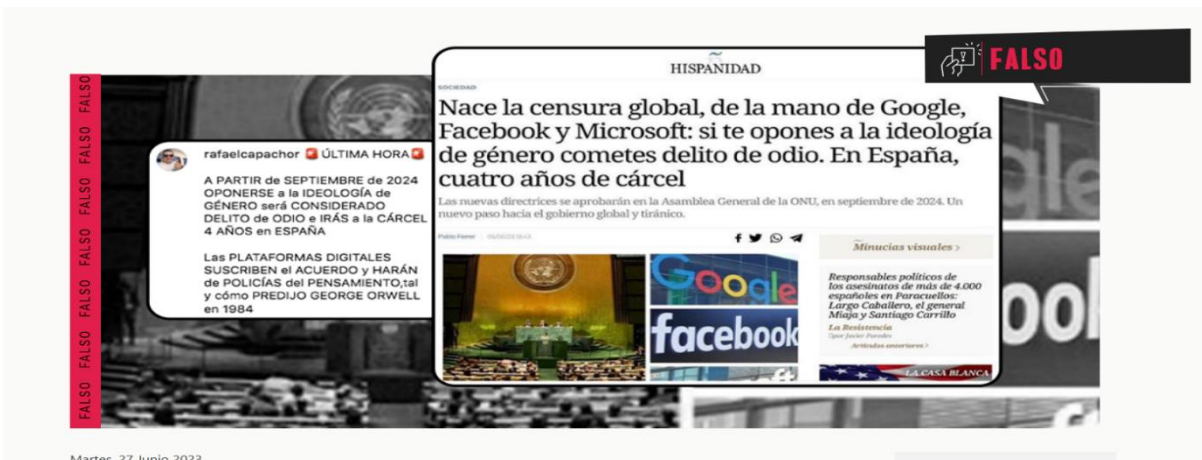 FALSO
HISPANIDAD
SOCIEDAD
Nace la censura global, de la mano de Google,
Facebook y Microsoft: si te opones a la ideología
de género cometes delito de odio. En España,
cuatro años de cárcel
Las nuevas directrices se aprobarán en la Asamblea General de la ONU, en septiembre de 2024. Un
nuevo paso hacia el gobierno global y tiránico.
rafaelcapachor 🚨 ÚLTIMA HORA🚨
A PARTIR de SEPTIEMBRE de 2024
OPONERSE a la IDEOLOGÍA de
GÉNERO será CONSIDERADO
DELITO de ODIO e IRÁS a la CÁRCEL
4 AÑOS en ESPAÑA
Las PLATAFORMAS DIGITALES
SUSCRIBEN el ACUERDO y HARÁN
de POLICÍAS del PENSAMIENTO,tal
y cómo PREDIJO GEORGE ORWELL
en 1984
Minucias visuales >
Responsables políticos de
los asesinatos de más de 4.000
españoles en Paracuellos:
Largo Caballero, el general
Miaja y Santiago Carrillo
La Resistencia
Artículos anteriores >
LA CASA BLANCA
Google
facebook
gle
ook
FALSO FALSO FALSO FALSO FALSO FALSO
Martes, 27 Junio 2023